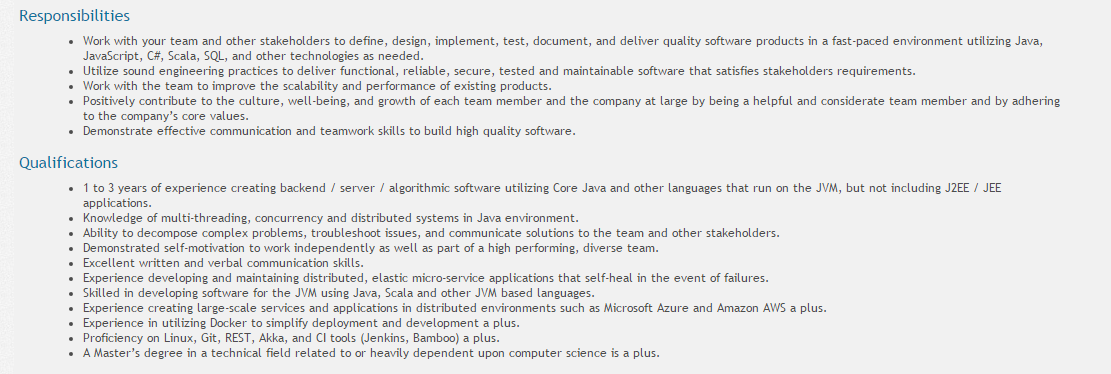 Responsibilities
• Work with your team and other stakeholders to define, design, implement, test, document, and deliver quality software products in a fast-paced environment utilizing Java,
JavaScript, C#, Scala, SQL, and other technologies as needed.
• Utilize sound engineering practices to deliver functional, reliable, secure, tested and maintainable software that satisfies stakeholders requirements.
• Work with the team to improve the scalability and performance of existing products.
• Positively contribute to the culture, well-being, and growth of each team member and the company at large by being a helpful and considerate team member and by adhering
to the company’s core values.
• Demonstrate effective communication and teamwork skills to build high quality software.
Qualifications
• 1 to 3 years of experience creating backend / server / algorithmic software utilizing Core Java and other languages that run on the JVM, but not including J2EE / JEE
applications.
• Knowledge of multi-threading, concurrency and distributed systems in Java environment.
• Ability to decompose complex problems, troubleshoot issues, and communicate solutions to the team and other stakeholders.
• Demonstrated self-motivation to work independently as well as part of a high performing, diverse team.
• Excellent written and verbal communication skills.
• Experience developing and maintaining distributed, elastic micro-service applications that self-heal in the event of failures.
• Skilled in developing software for the JVM using Java, Scala and other JVM based languages.
• Experience creating large-scale services and applications in distributed environments such as Microsoft Azure and Amazon AWS a plus.
• Experience in utilizing Docker to simplify deployment and development a plus.
• Proficiency on Linux, Git, REST, Akka, and CI tools (Jenkins, Bamboo) a plus.
• A Master’s degree in a technical field related to or heavily dependent upon computer science is a plus.